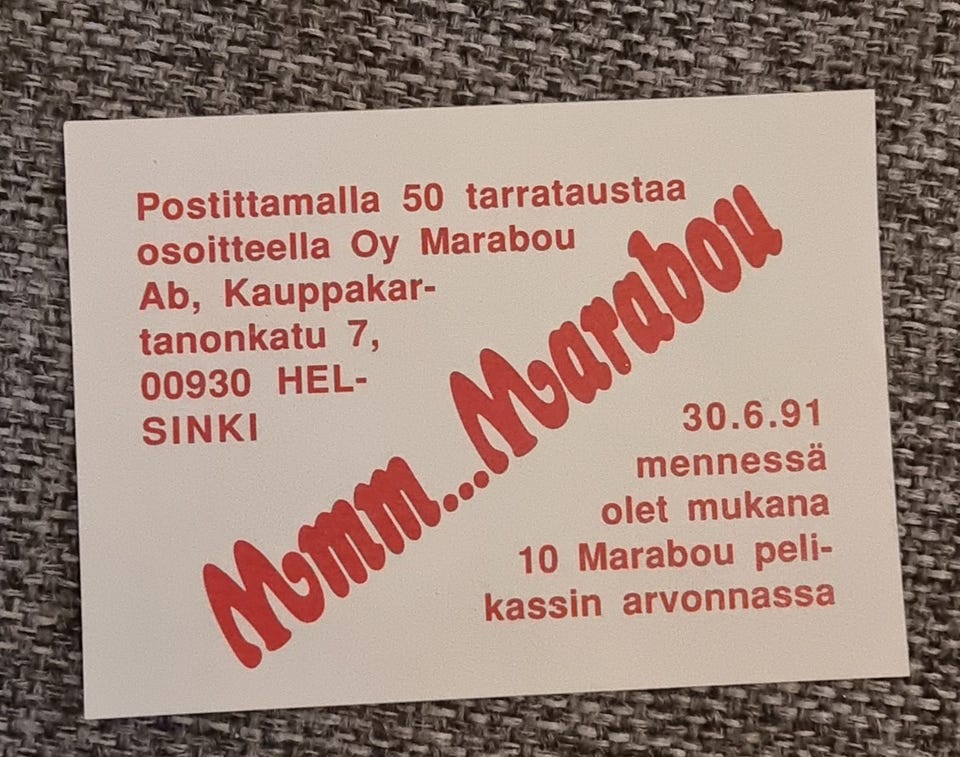 Postittamalla 50 tarrataustaa
osoitteella Oy Marabou
Ab, Kauppakar-
tanonkatu 7,
00930 HEL-
SINKI
Mmm...Marabou
30.6.91
mennessä
olet mukana
10 Marabou peli-
kassin arvonnassa